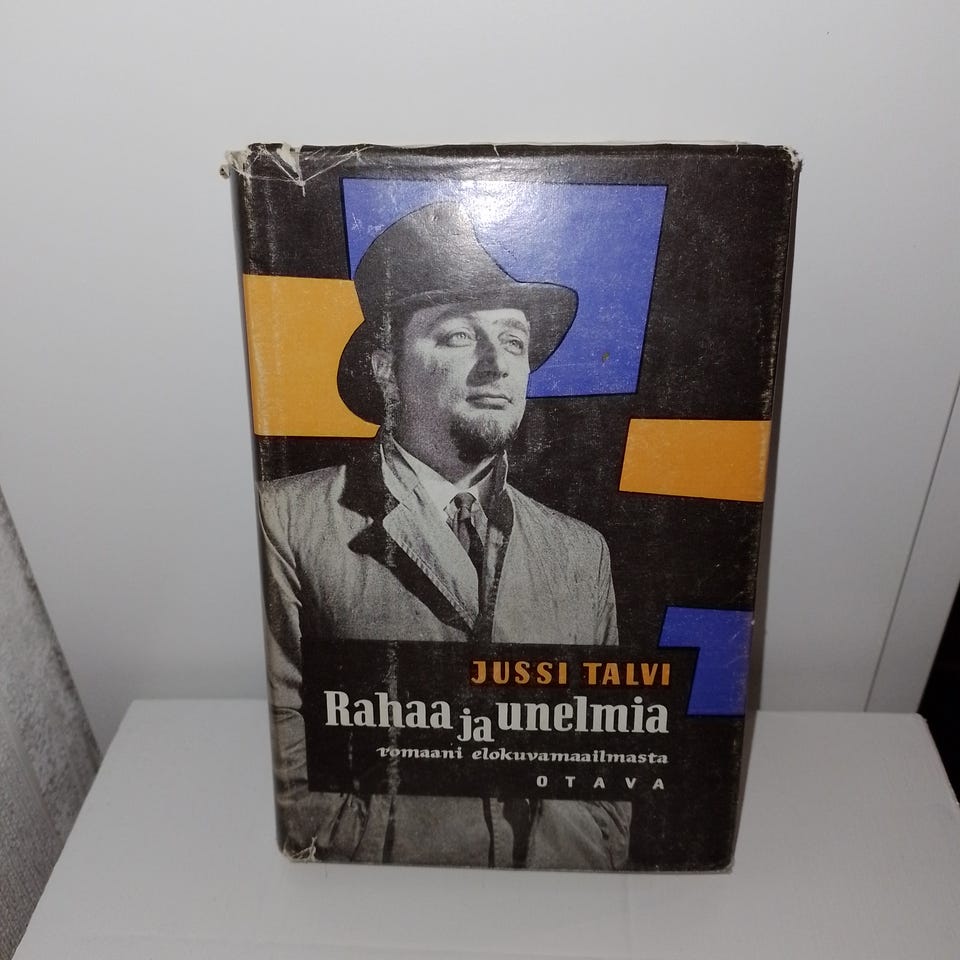 JUSSI TALVI
Rahaa ja unelmia
romaani elokuvamaailmasta
OTAVA